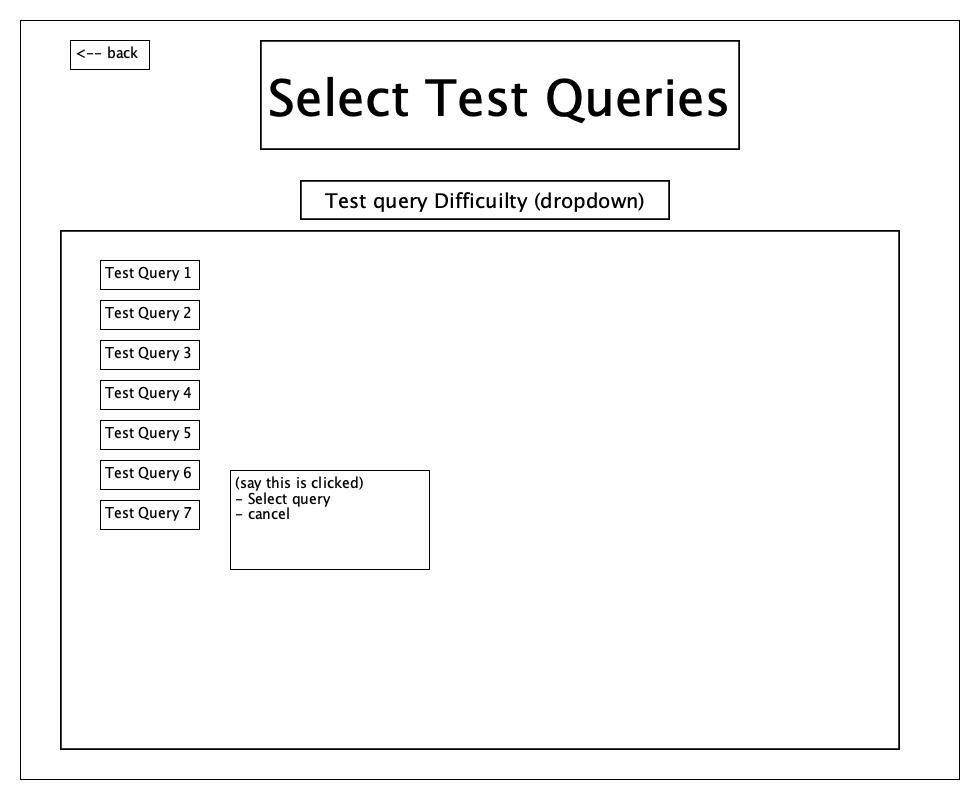 <-- back
Select Test Queries
Test query Difficuilty (dropdown)
Test Query 1
Test Query 2
Test Query 3
Test Query 4
Test Query 5
Test Query 6
(say this is clicked)
- Select query
- cancel
Test Query 7